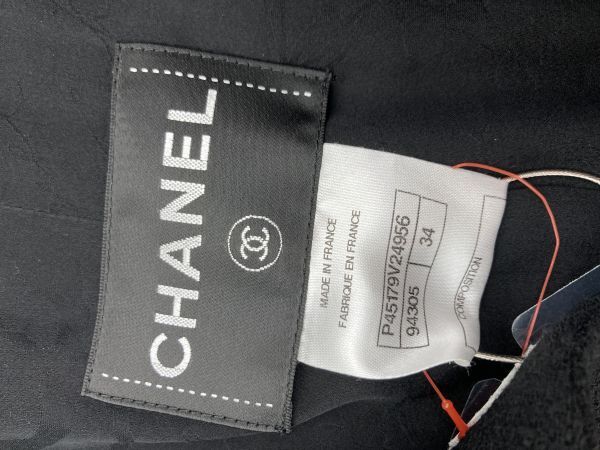 CHANEL
MADE IN FRANCE
FABRIQUE EN FRANCE
P45179V24956
94305 34
COMPOSITION